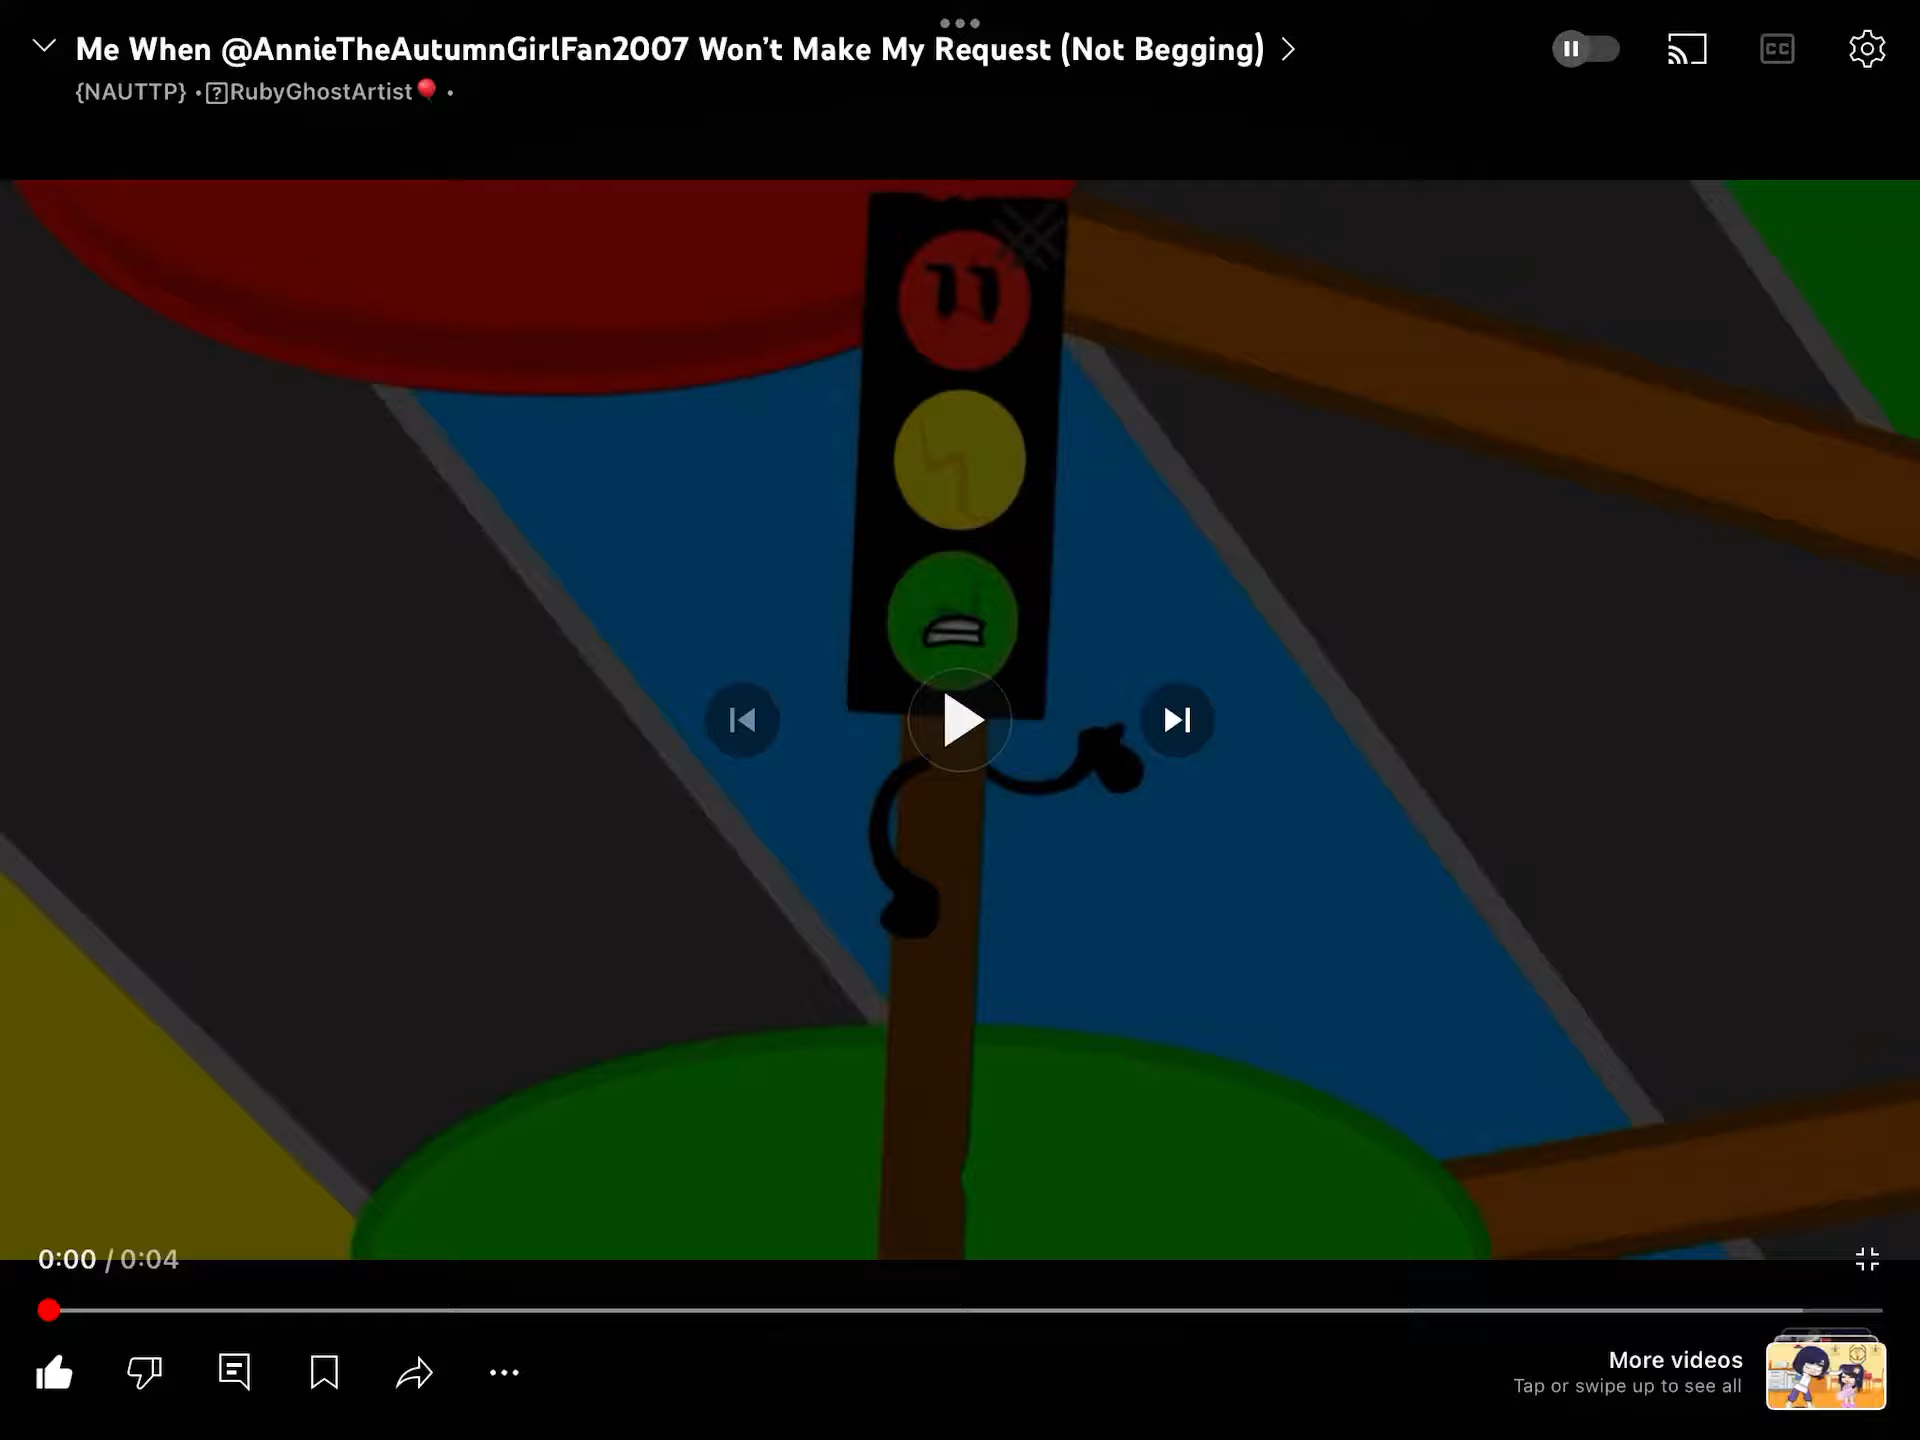 Me When @AnnieTheAutumnGirlFan2007 Won't Make My Request (Not Begging)
{NAUTTP} •⍰RubyGhostArtist🎈 •
CC
0:00 / 0:04
More videos
Tap or swipe up to see all